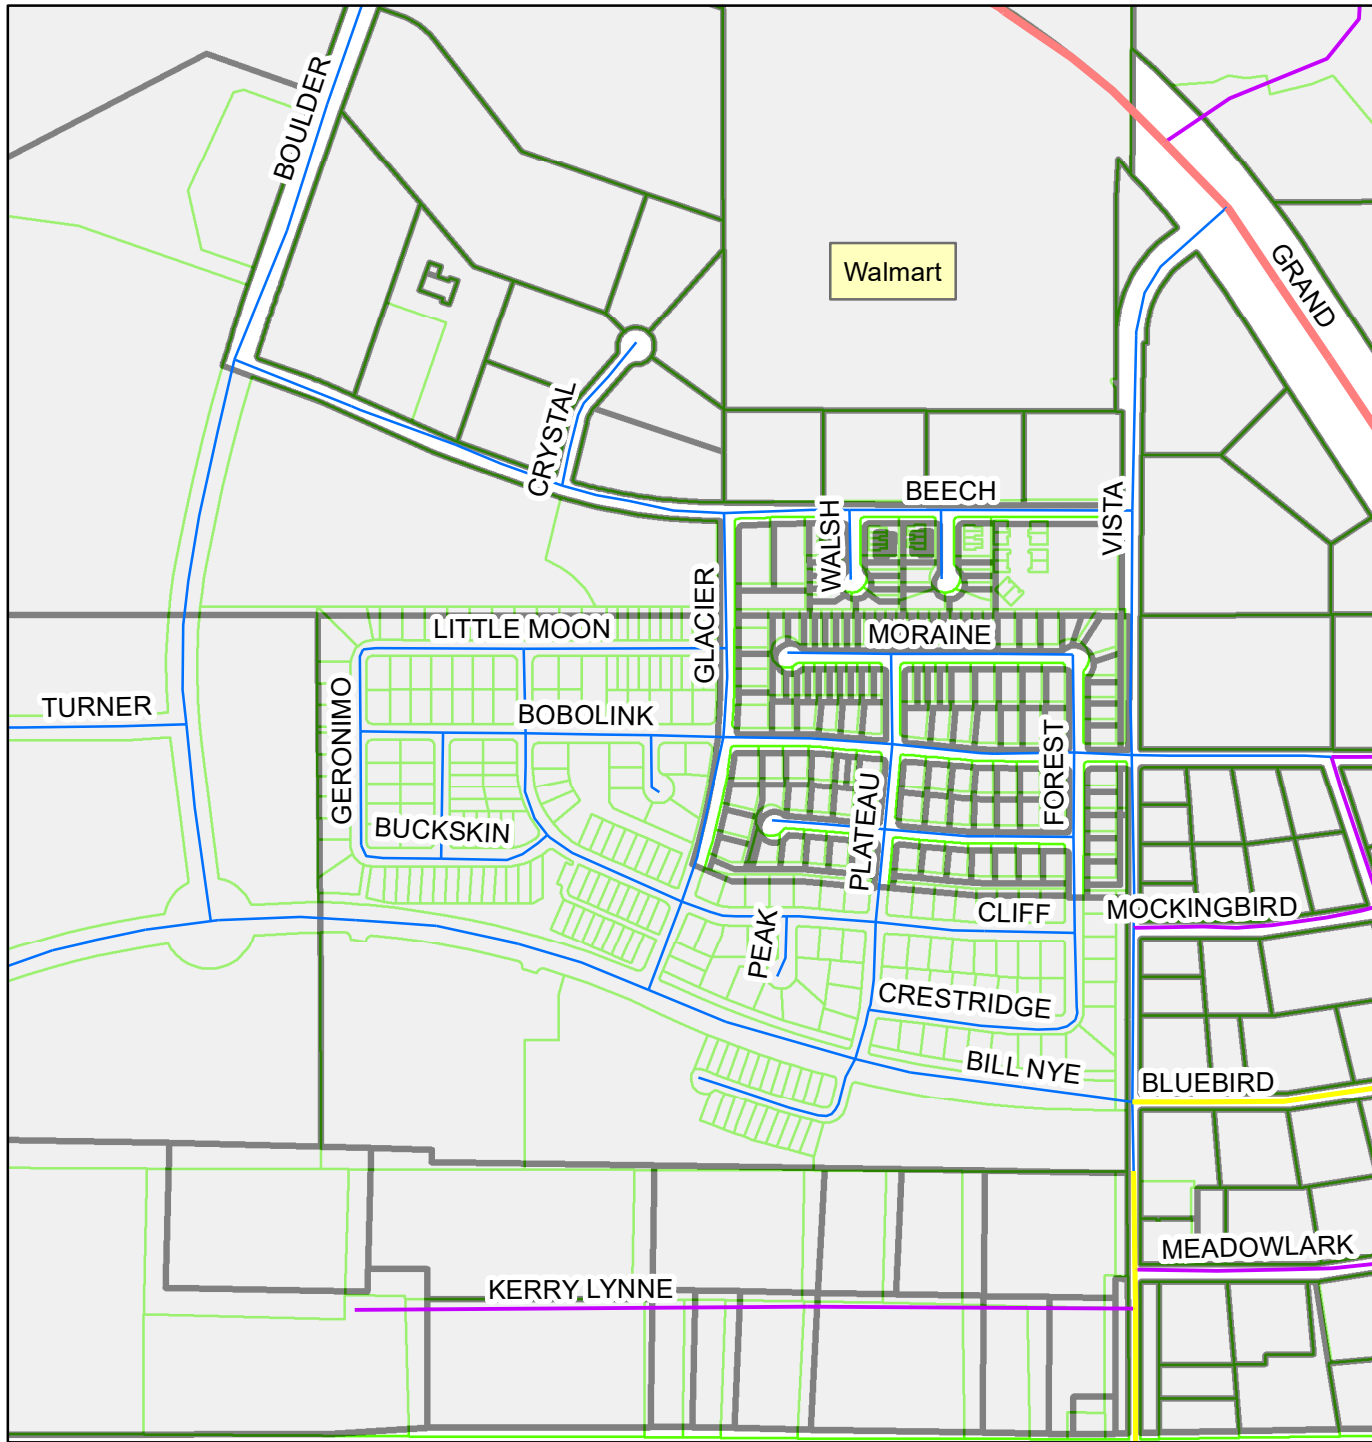 BOULDER
Walmart
GRAND
CRYSTAL
BEECH
WALSH
VISTA
GLACIER
LITTLE MOON
MORAINE
GERONIMO
TURNER
BOBOLINK
FOREST
BUCKSKIN
PLATEAU
CLIFF
MOCKINGBIRD
PEAK
CRESTRIDGE
BILL NYE
BLUEBIRD
MEADOWLARK
KERRY LYNNE